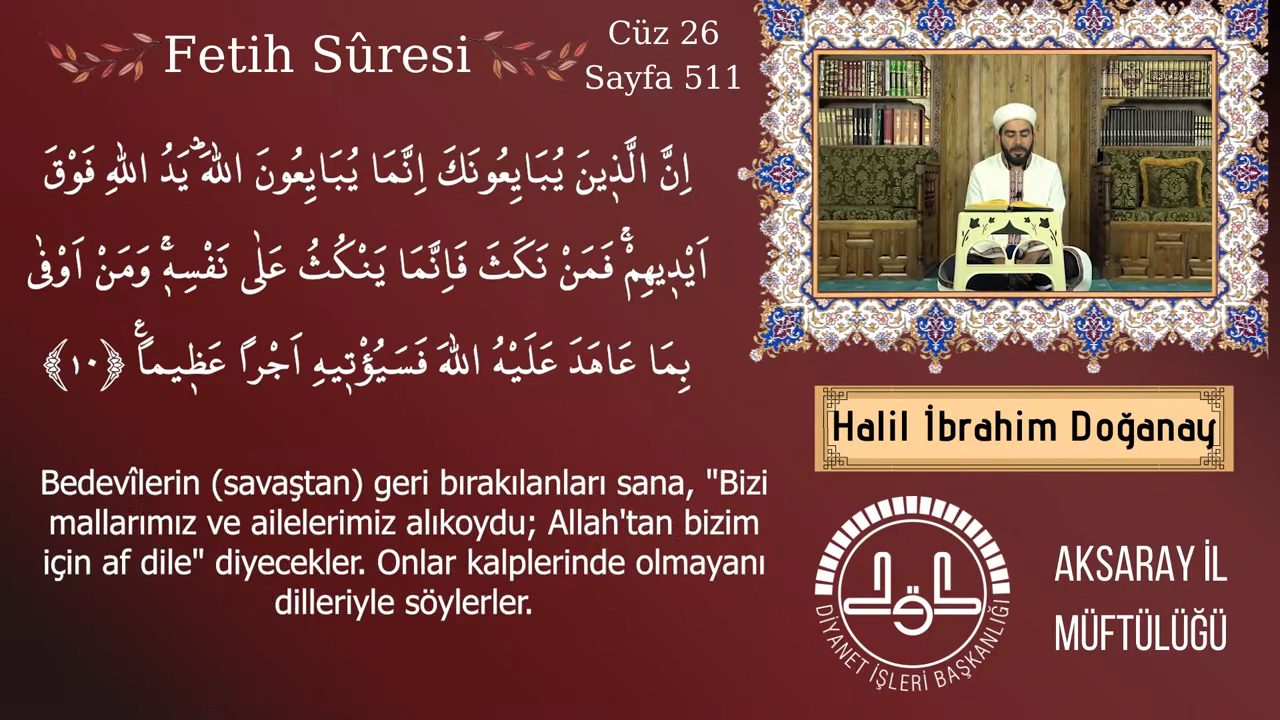 Fetih Sûresi
Cüz 26
Sayfa 511
اِنَّ الَّذ۪ينَ يُبَايِعُونَكَ اِنَّمَا يُبَايِعُونَ اللّٰهَۜ يَدُ اللّٰهِ فَوْقَ
اَيْد۪يهِمْۚ فَمَنْ نَكَثَ فَاِنَّمَا يَنْكُثُ عَلٰى نَفْسِه۪ۚ وَمَنْ اَوْفٰى
بِمَا عَاهَدَ عَلَيْهُ اللّٰهَ فَسَيُؤْت۪يهِ اَجْراً عَظ۪يماًۚ ﴿١٠﴾
Bedevîlerin (savaştan) geri bırakılanları sana, "Bizi
mallarımız ve ailelerimiz alıkoydu; Allah'tan bizim
için af dile" diyecekler. Onlar kalplerinde olmayanı
dilleriyle söylerler.
Halil İbrahim Doğanay
DİYANET İŞLERİ BAŞKANLIĞI
AKSARAY İL
MÜFTÜLÜĞÜ